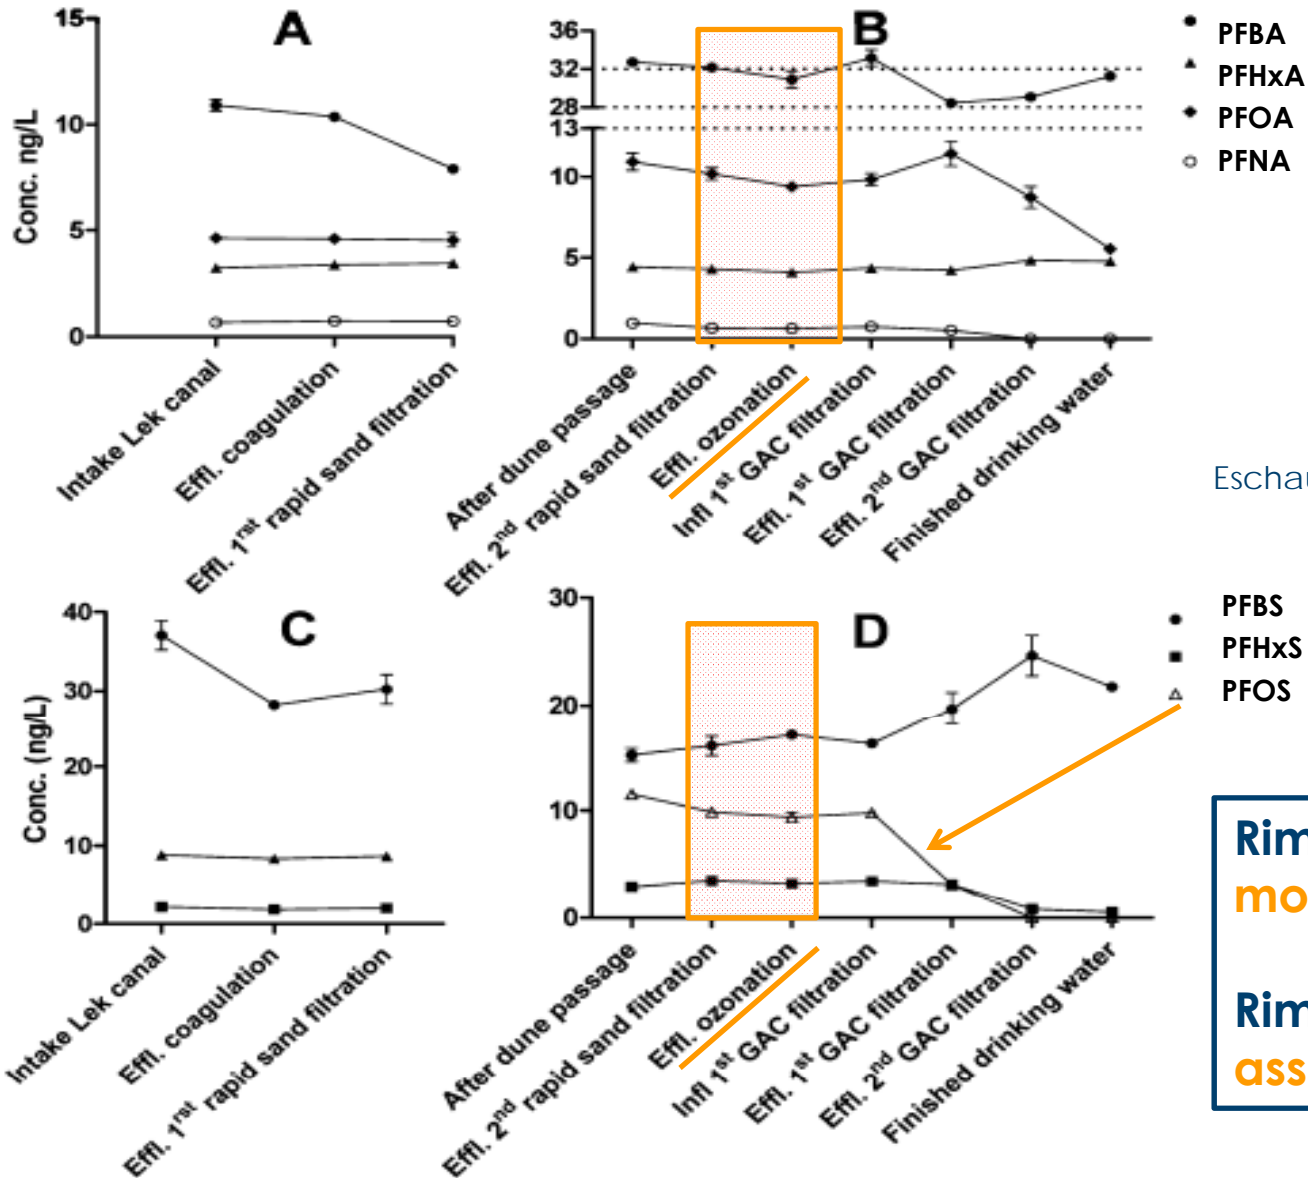 A
15
10
5
0
Conc. ng/L
Intake Lek canal
Effl. coagulation
Effl. 1rst rapid sand filtration
B
36
32
28
13
10
5
0
After dune passage
Effl. 2nd rapid sand filtration
Effl. ozonation
Infl 1st GAC filtration
Effl. 1st GAC filtration
Effl. 2nd GAC filtration
Finished drinking water
PFBA
PFHxA
PFOA
PFNA
Eschau
C
40
30
20
10
0
Conc. (ng/L)
Intake Lek canal
Effl. coagulation
Effl. 1rst rapid sand filtration
D
30
20
10
0
After dune passage
Effl. 2nd rapid sand filtration
Effl. ozonation
Infl 1st GAC filtration
Effl. 1st GAC filtration
Effl. 2nd GAC filtration
Finished drinking water
PFBS
PFHxS
PFOS
Rim
mo
Rim
ass